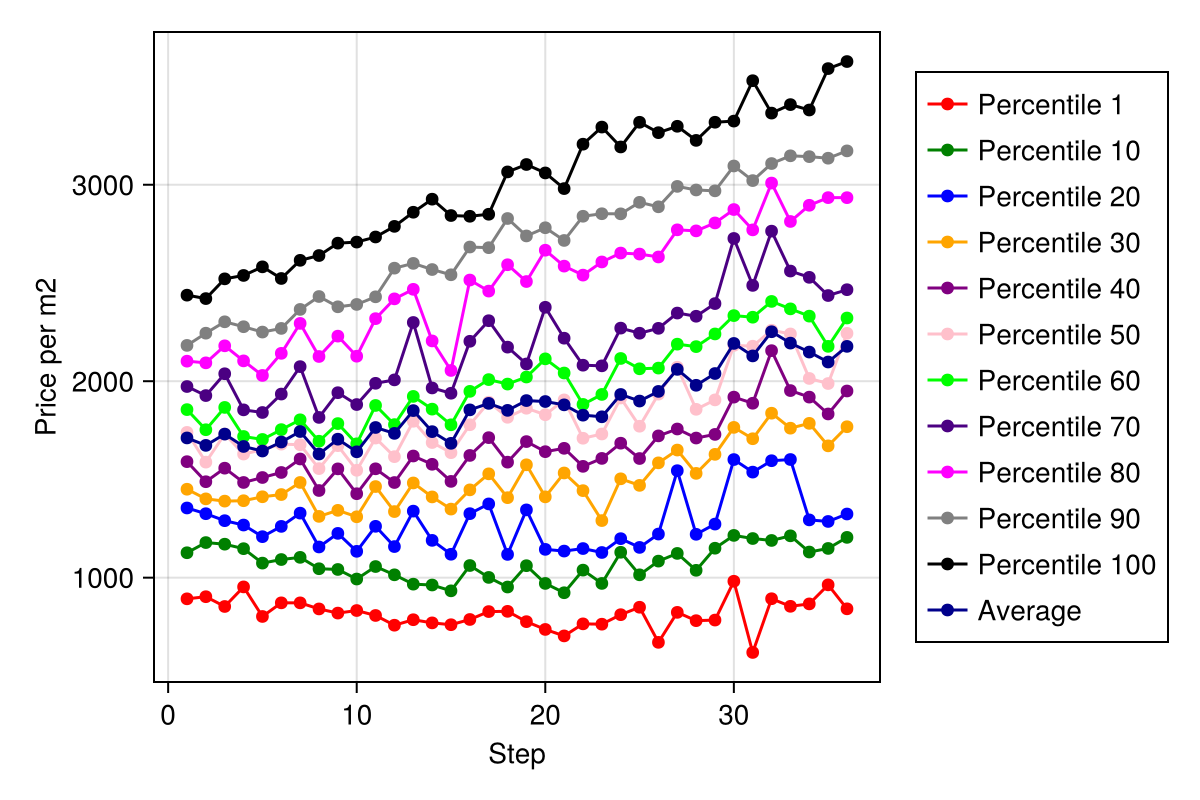 3000
2000
1000
Price per m2
0 10 20 30
Step
Percentile 1
Percentile 10
Percentile 20
Percentile 30
Percentile 40
Percentile 50
Percentile 60
Percentile 70
Percentile 80
Percentile 90
Percentile 100
Average